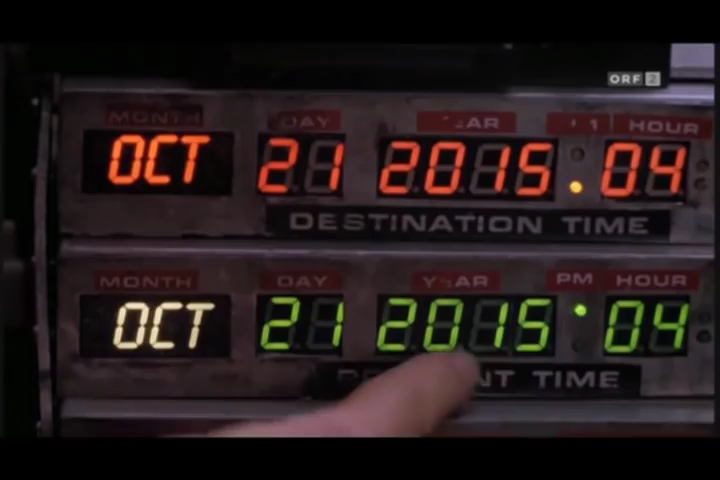 ORF 2
MONTH DAY HOUR
OCT 21 2015 04
DESTINATION TIME
MONTH DAY YEAR PM HOUR
OCT 21 2015 04
TIME